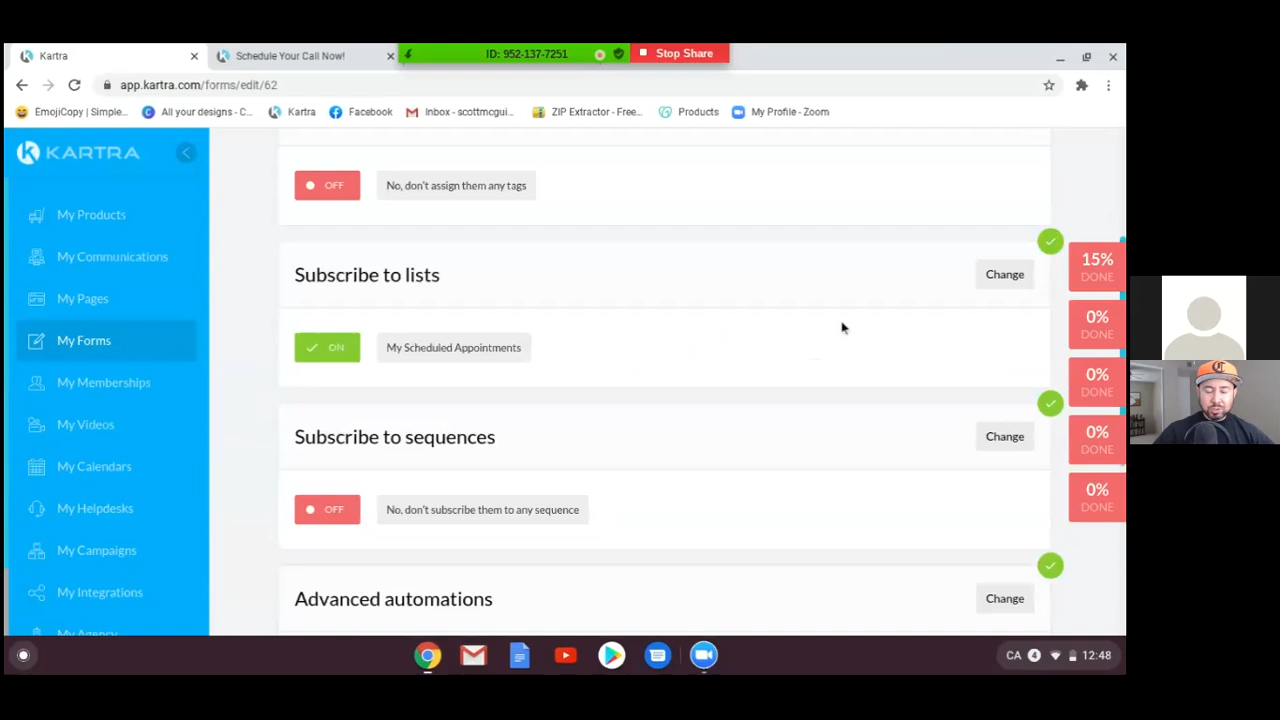 Kartra
Schedule Your Call Now!
ID: 952-137-7251
Stop Share
app.kartra.com/forms/edit/62
EmojiCopy | Simple...
All your designs - C...
Kartra
Facebook
Inbox - scottmcgui...
ZIP Extractor - Free...
Products
My Profile - Zoom
KARTRA
My Products
My Communications
My Pages
My Forms
My Memberships
My Videos
My Calendars
My Helpdesks
My Campaigns
My Integrations
My Agency
OFF
No, don't assign them any tags
Subscribe to lists
Change
ON
My Scheduled Appointments
Subscribe to sequences
Change
OFF
No, don't subscribe them to any sequence
Advanced automations
Change
15%
DONE
0%
DONE
0%
DONE
0%
DONE
0%
DONE
CA 4 12:48